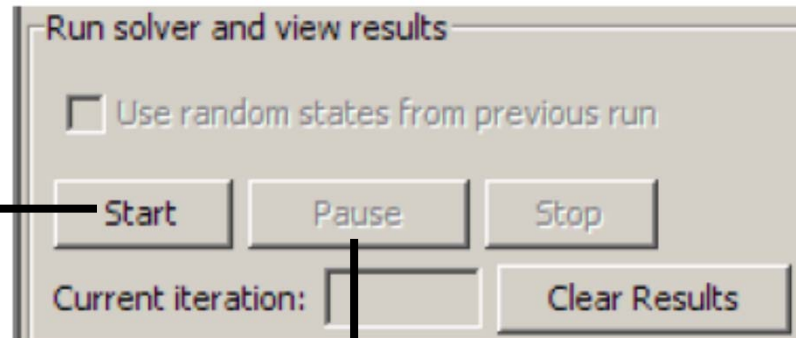 Run solver and view results
Use random states from previous run
Start Pause Stop
Current iteration: Clear Results